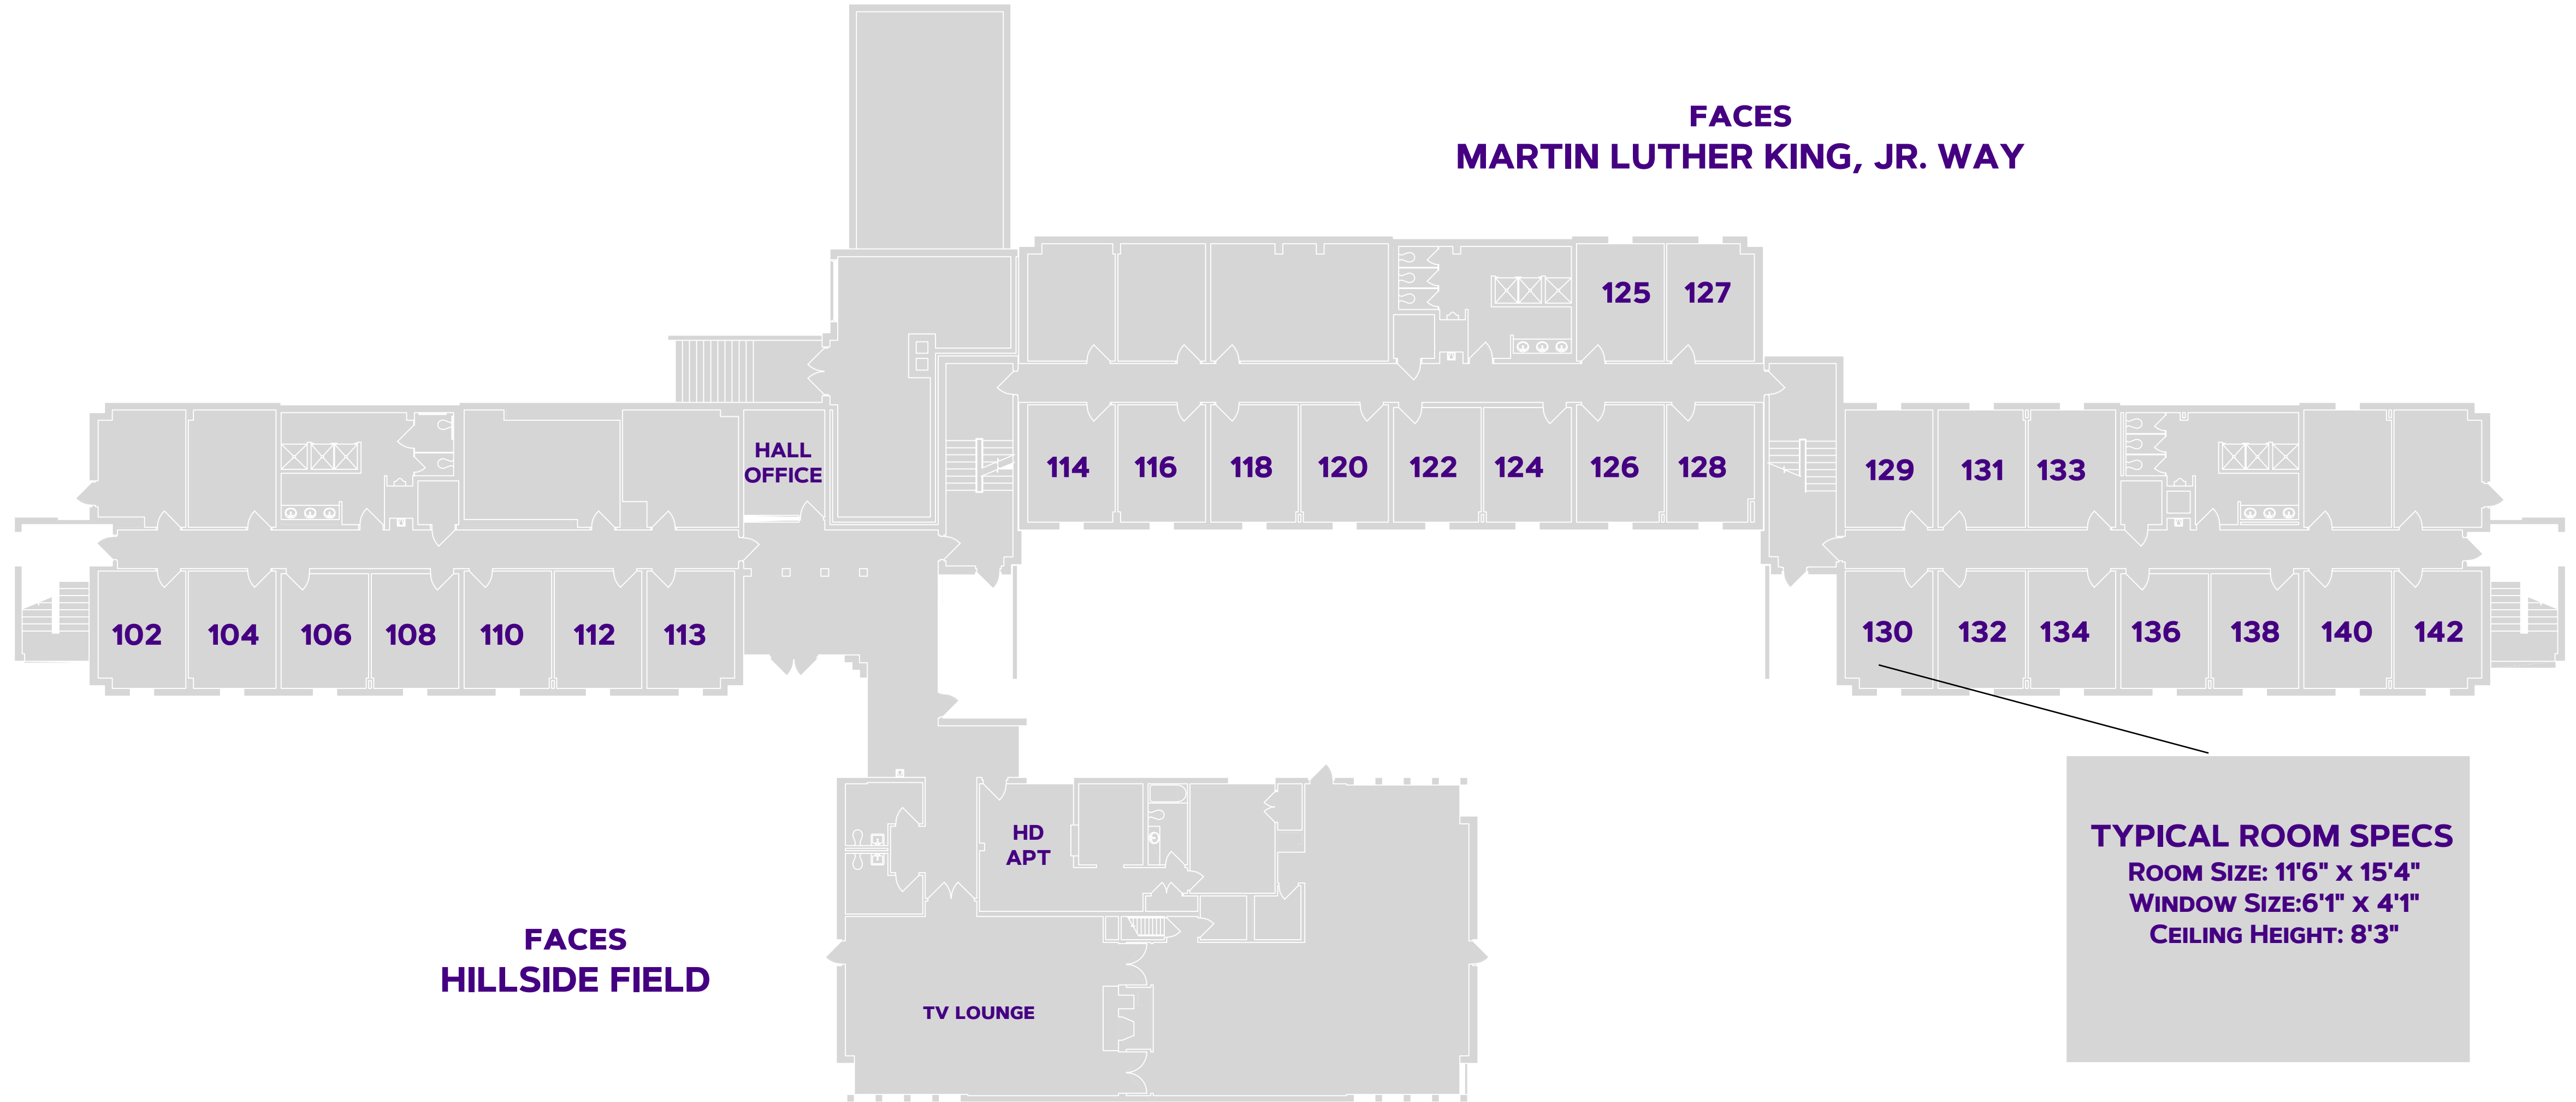 FACES
MARTIN LUTHER KING, JR. WAY
125 127
HALL
OFFICE
114 116 118 120 122 124 126 128
129 131 133
102 104 106 108 110 112 113
130 132 134 136 138 140 142
HD
APT
TYPICAL ROOM SPECS
ROOM SIZE: 11'6" X 15'4"
WINDOW SIZE:6'1" X 4'1"
CEILING HEIGHT: 8'3"
FACES
HILLSIDE FIELD
TV LOUNGE